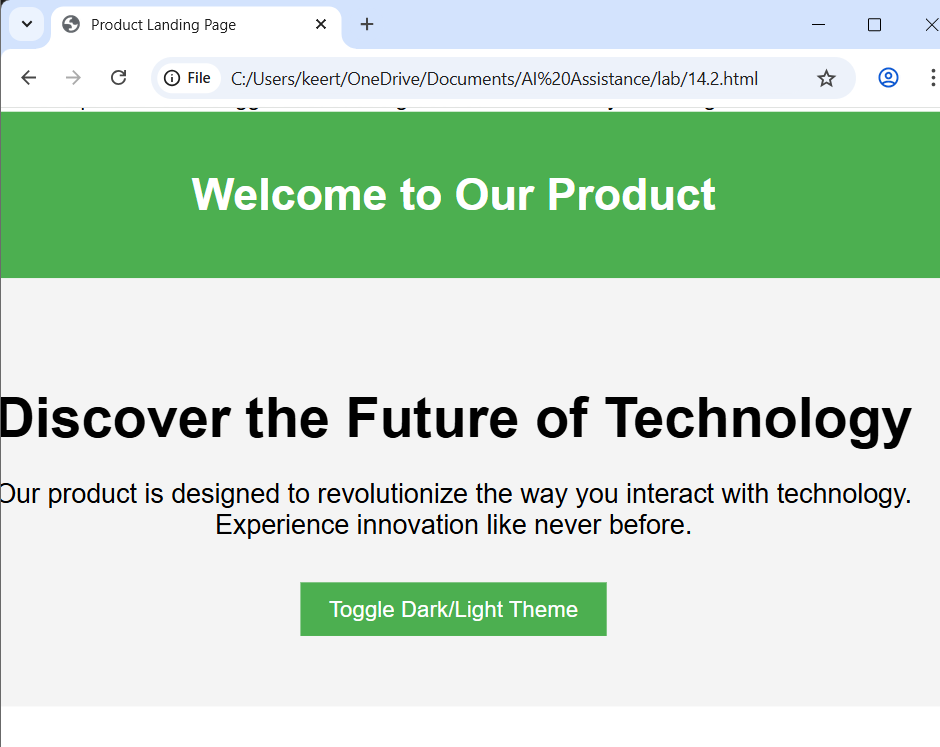 Product Landing Page
File C:/Users/keert/OneDrive/Documents/AI%20Assistance/lab/14.2.html
Welcome to Our Product
Discover the Future of Technology
Our product is designed to revolutionize the way you interact with technology.
Experience innovation like never before.
Toggle Dark/Light Theme